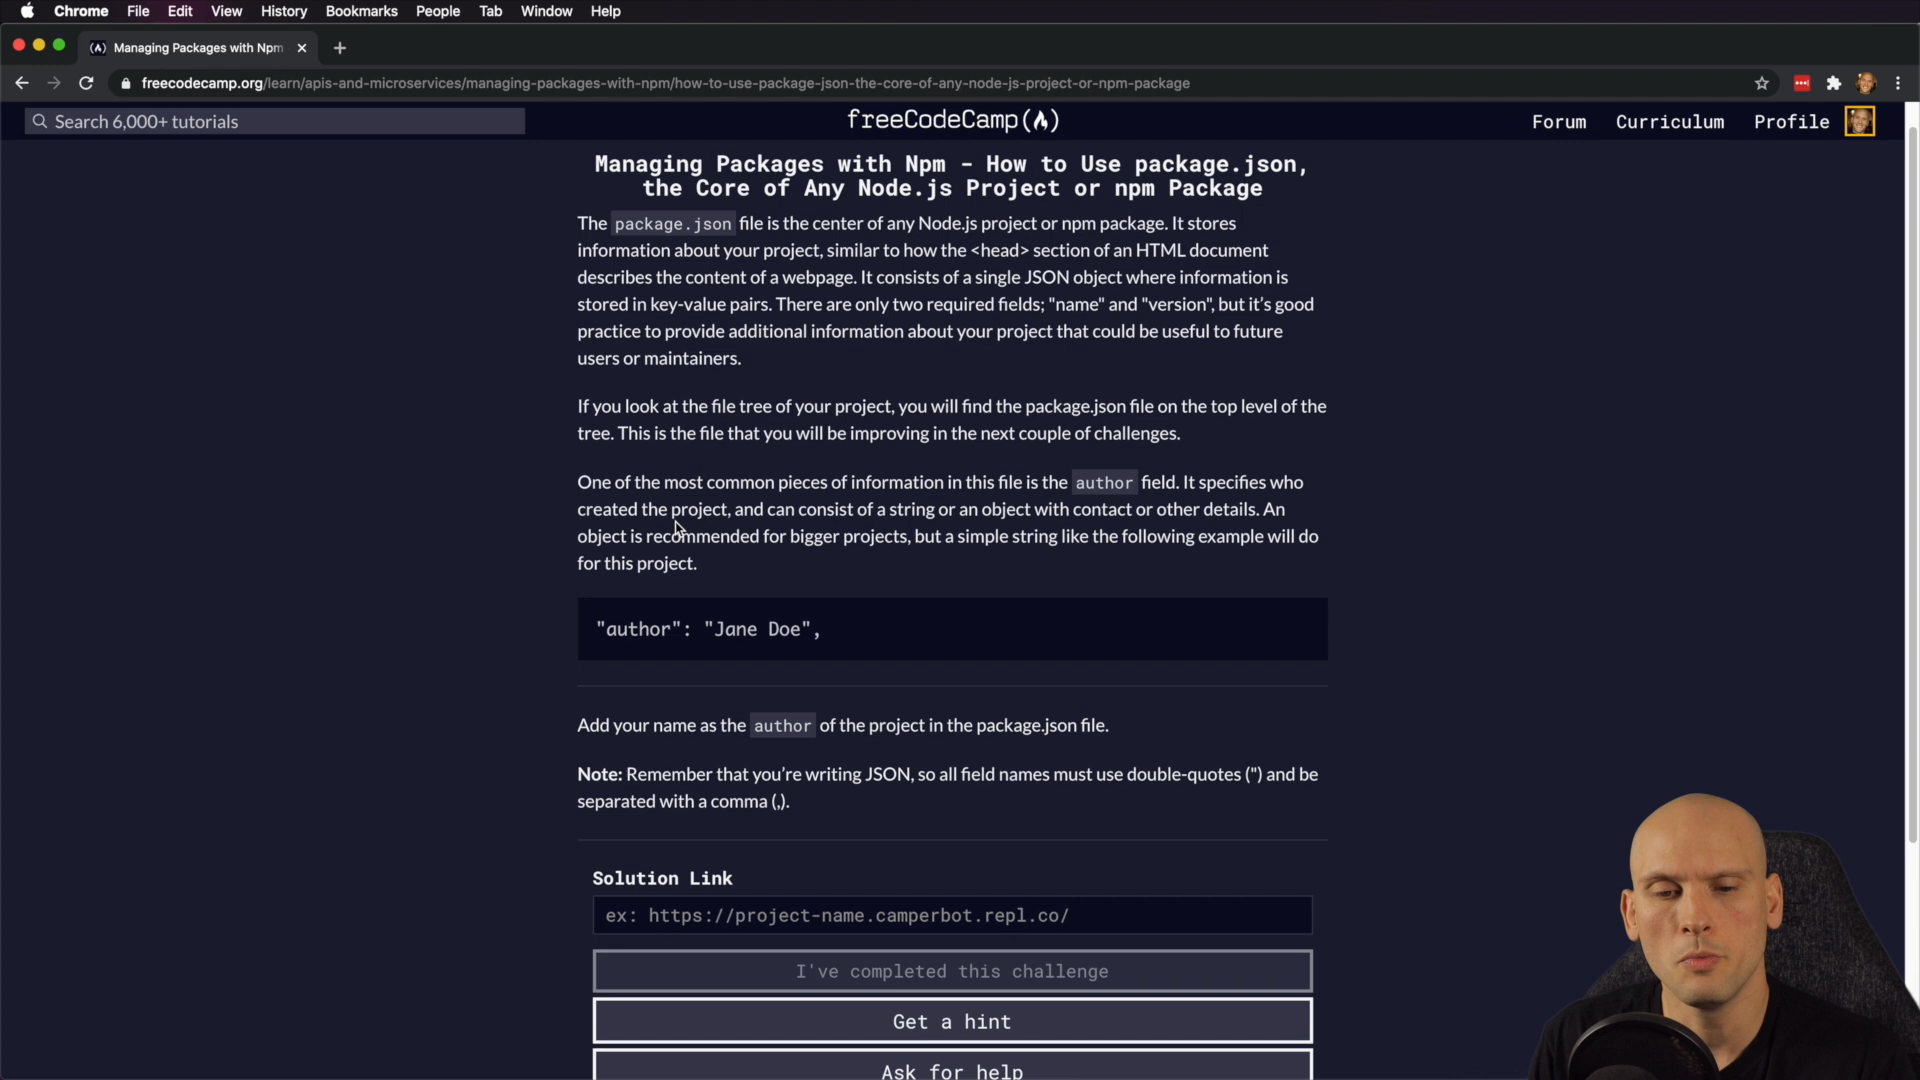 Chrome File Edit View History Bookmarks People Tab Window Help
Managing Packages with Npm
freecodecamp.org/learn/apis-and-microservices/managing-packages-with-npm/how-to-use-package-json-the-core-of-any-node-js-project-or-npm-package
Search 6,000+ tutorials
freeCodeCamp
Forum Curriculum Profile
Managing Packages with Npm - How to Use package.json,
the Core of Any Node.js Project or npm Package
The package.json file is the center of any Node.js project or npm package. It stores
information about your project, similar to how the <head> section of an HTML document
describes the content of a webpage. It consists of a single JSON object where information is
stored in key-value pairs. There are only two required fields; "name" and "version", but it's good
practice to provide additional information about your project that could be useful to future
users or maintainers.
If you look at the file tree of your project, you will find the package.json file on the top level of the
tree. This is the file that you will be improving in the next couple of challenges.
One of the most common pieces of information in this file is the author field. It specifies who
created the project, and can consist of a string or an object with contact or other details. An
object is recommended for bigger projects, but a simple string like the following example will do
for this project.
"author": "Jane Doe",
Add your name as the author of the project in the package.json file.
Note: Remember that you're writing JSON, so all field names must use double-quotes (") and be
separated with a comma (,).
Solution Link
ex: https://project-name.camperbot.repl.co/
I've completed this challenge
Get a hint
Ask for help